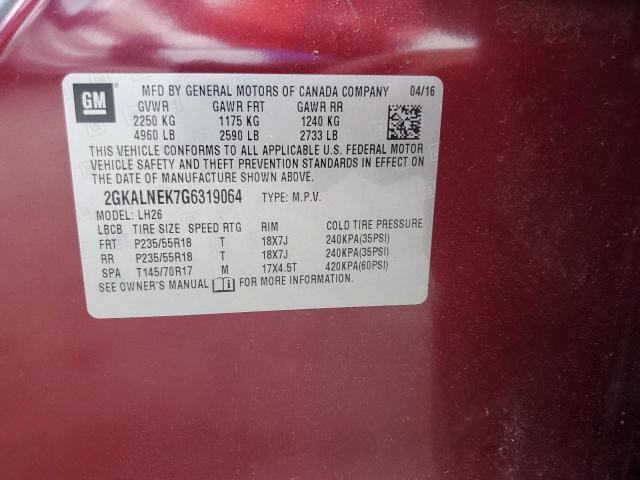 GM
MFD BY GENERAL MOTORS OF CANADA COMPANY 04/16
GVWR GAWR FRT GAWR RR
2250 KG 1175 KG 1240 KG
4960 LB 2590 LB 2733 LB
THIS VEHICLE CONFORMS TO ALL APPLICABLE U.S. FEDERAL MOTOR
VEHICLE SAFETY AND THEFT PREVENTION STANDARDS IN EFFECT ON
THE DATE OF MANUFACTURE SHOWN ABOVE.
2GKALNEK7G6319064 TYPE: M.P.V.
MODEL: LH26
LBCB TIRE SIZE SPEED RTG RIM COLD TIRE PRESSURE
FRT P235/55R18 T 18X7J 240KPA(35PSI)
RR P235/55R18 T 18X7J 240KPA(35PSI)
SPA T145/70R17 M 17X4.5T 420KPA(60PSI)
SEE OWNER'S MANUAL i FOR MORE INFORMATION.